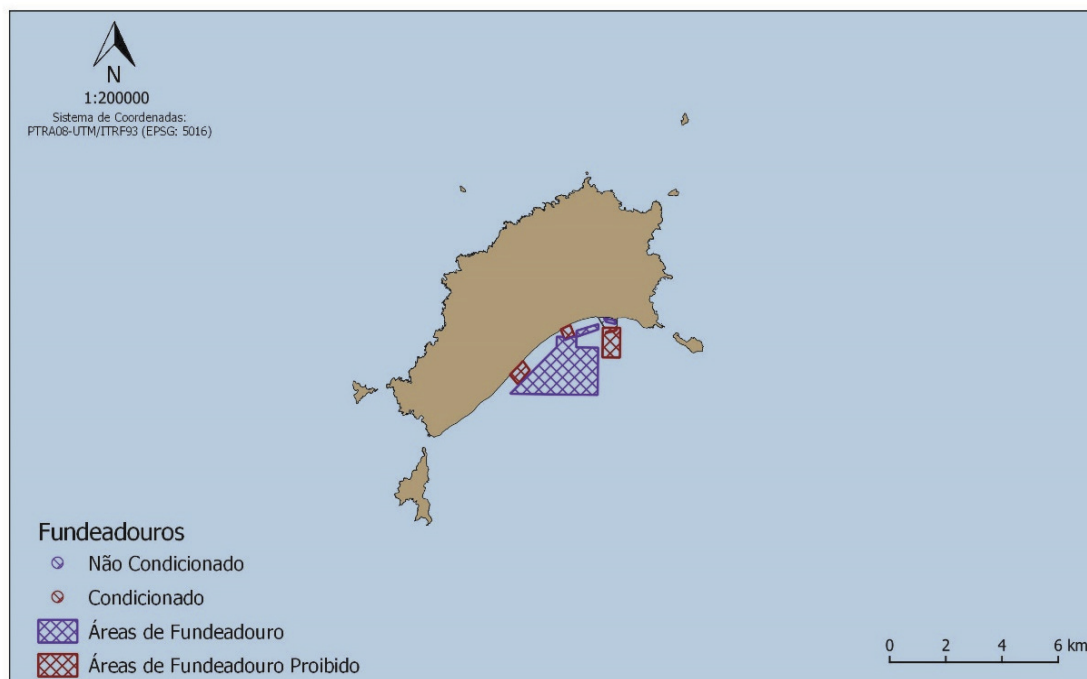 N
1:200000
Sistema de Coordenadas:
PTRA08-UTM/ITRF93 (EPSG: 5016)
Fundeadouros
Não Condicionado
Condicionado
Áreas de Fundeadouro
Áreas de Fundeadouro Proibido
0 2 4 6 km